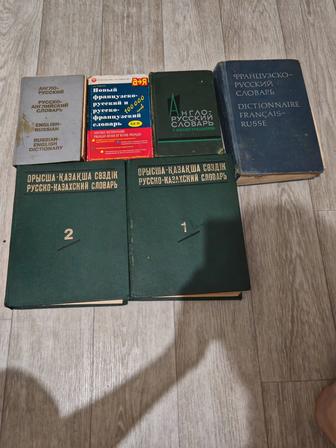 АНГЛО-
РУССКИЙ
РУССКО-
АНГЛИЙСКИЙ
СЛОВАРЬ
ENGLISH-
RUSSIAN
RUSSIAN-
ENGLISH
DICTIONARY
а+я
Новый
французско-
русский и
русско-
французский
словарь
100 000
АНГЛО-
РУССКИЙ
СЛОВАРЬ
ФРАНЦУЗСКО-
РУССКИЙ
СЛОВАРЬ
DICTIONNAIRE
FRANÇAIS-
RUSSE
ОРЫСША-ҚАЗАҚША СӨЗДІК
РУССКО-КАЗАХСКИЙ СЛОВАРЬ
2
ОРЫСША-ҚАЗАҚША СӨЗДІК
РУССКО-КАЗАХСКИЙ СЛОВАРЬ
1